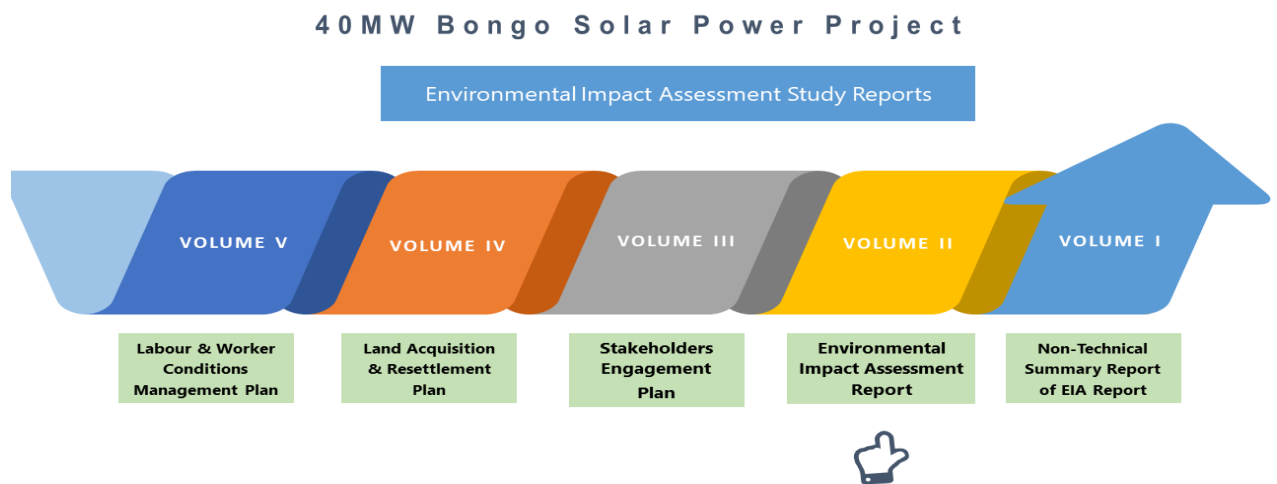 40MW Bongo Solar Power Project
Environmental Impact Assessment Study Reports
VOLUME V
VOLUME IV
VOLUME III
VOLUME II
VOLUME I
Labour & Worker
Conditions
Management Plan
Land Acquisition
& Resettlement
Plan
Stakeholders
Engagement
Plan
Environmental
Impact Assessment
Report
Non-Technical
Summary Report
of EIA Report